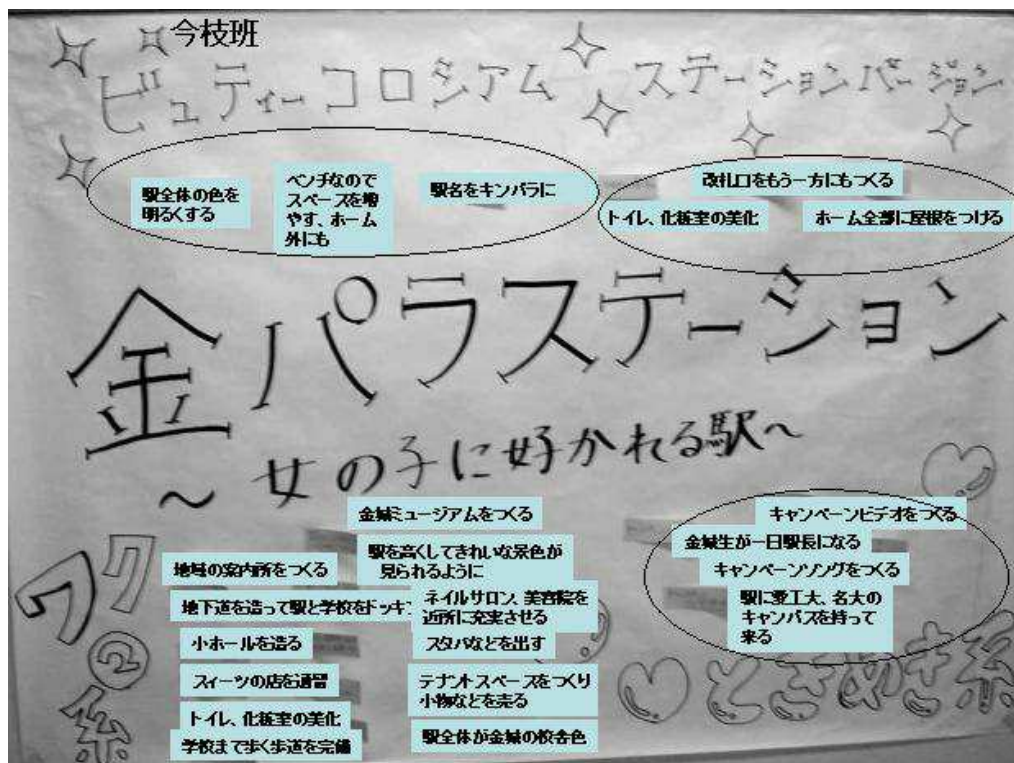 今枝班
ビューティーコロシアム ステーションバージョン
駅全体の色を
明るくする
ベンチなので
スペースを増
やす、ホーム
外にも
駅名をキンパラに
改札口をもう一方にもつくる
トイレ、化粧室の美化
ホーム全部に屋根をつける
金パラステーション
～女の子に好かれる駅～
金城ミュージアムをつくる
駅を高くしてきれいな景色が
見られるように
地域の案内所をつくる
地下道を造って駅と学校をドッキン
ネイルサロン、美容院を
近所に充実させる
小ホールを造る
スタバなどを出す
スィーツの店を通習
テナントスペースをつくり
小物などを売る
トイレ、化粧室の美化
学校まで歩く歩道を完備
駅全体が金城の校舎色
キャンペーンビデオをつくる
金城生が一日駅長になる
キャンペーンソングをつくる
駅に愛工大、名大の
キャンパスを持って
来る
ワク②系
ときめき系